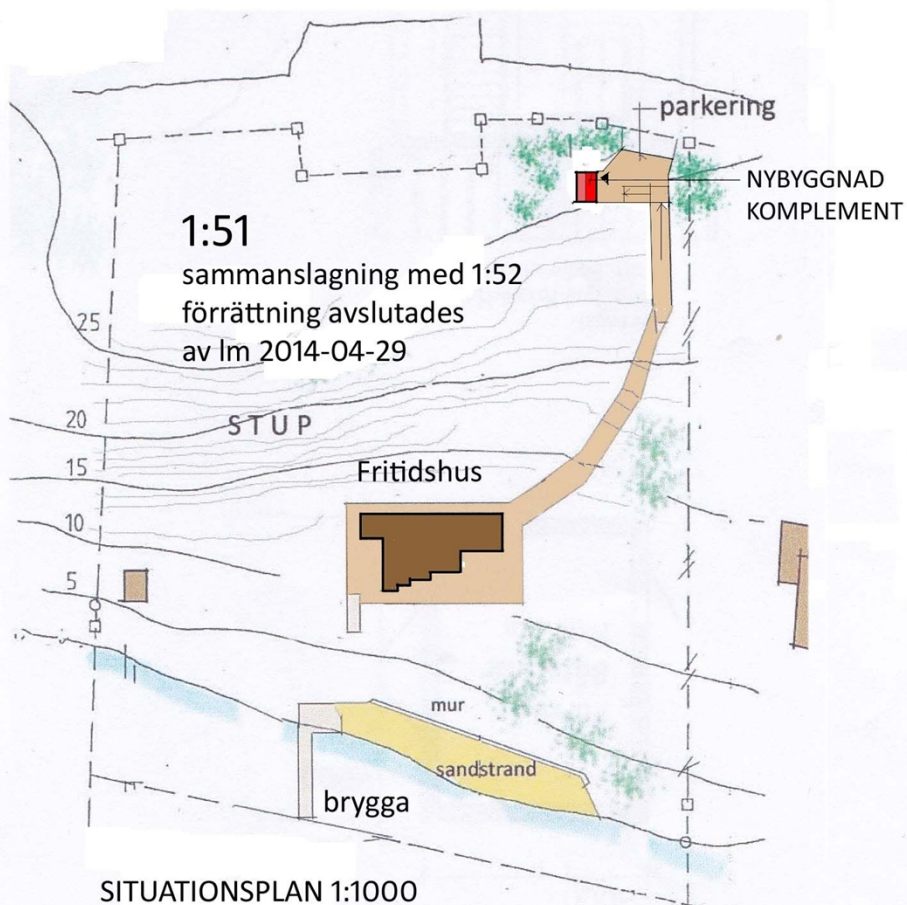 parkering
NYBYGGNAD
KOMPLEMENT
1:51
sammanslagning med 1:52
förrättning avslutades
av lm 2014-04-29
25
20
STUP
15
Fritidshus
10
5
mur
sandstrand
brygga
SITUATIONSPLAN 1:1000